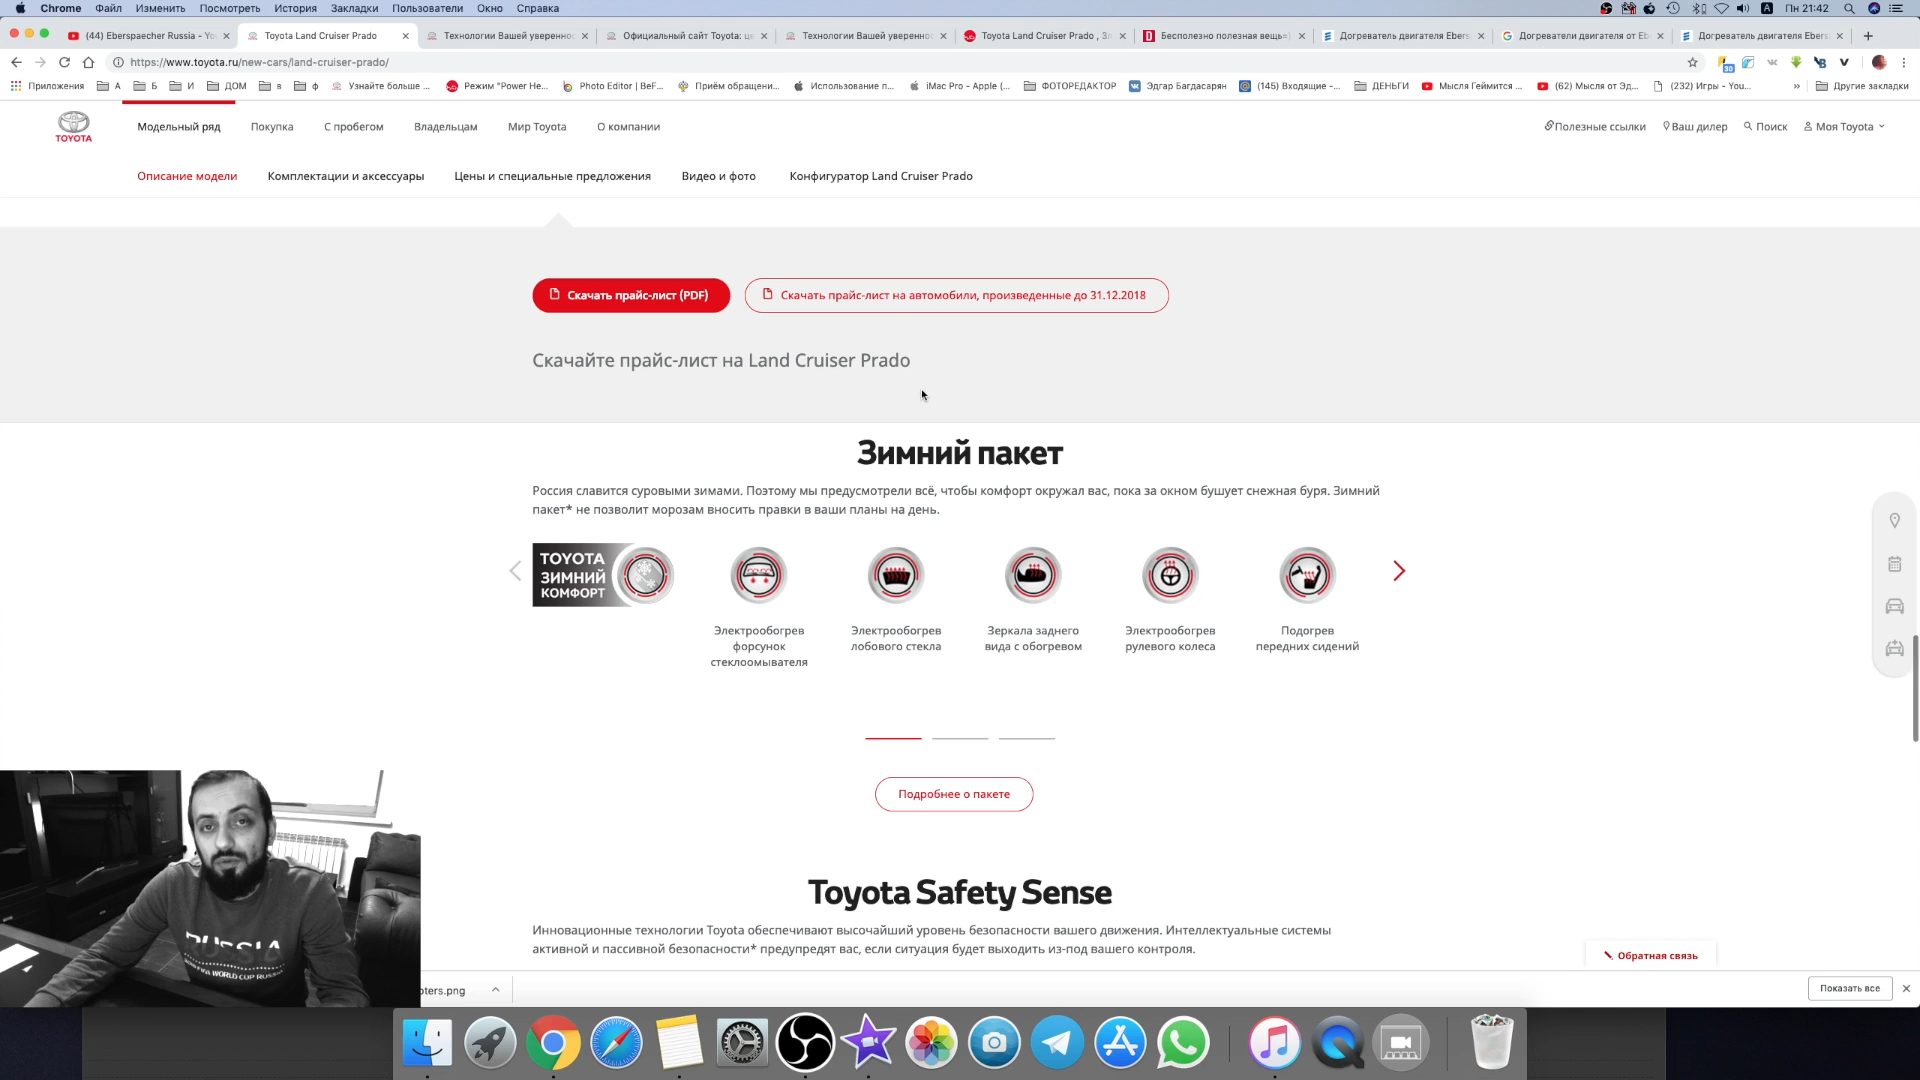 Chrome Файл Изменить Посмотреть История Закладки Пользователи Окно Справка
Пн 21:42
(44) Eberspaecher Russia - Yo
Toyota Land Cruiser Prado
Технологии Вашей уверенно
Официальный сайт Toyota: ц
Технологии Вашей уверенно
Toyota Land Cruiser Prado , 3
Бесполезно полезная вещь=
Догреватель двигателя Ebers
Догреватели двигателя от Eb
Догреватель двигателя Ebers
https://www.toyota.ru/new-cars/land-cruiser-prado/
Приложения А Б И ДОМ в ф Узнайте больше ... Режим "Power He... Photo Editor | BeF... Приём обращени... Использование п... iMac Pro - Apple (... ФОТОРЕДАКТОР Эдгар Багдасарян (145) Входящие -... ДЕНЬГИ Мысля Геймится ... (62) Мысля от Эд... (232) Игры - You... » Другие закладки
TOYOTA
Модельный ряд Покупка С пробегом Владельцам Мир Toyota О компании
Полезные ссылки Ваш дилер Поиск Моя Toyota
Описание модели Комплектации и аксессуары Цены и специальные предложения Видео и фото Конфигуратор Land Cruiser Prado
Скачать прайс-лист (PDF)
Скачать прайс-лист на автомобили, произведенные до 31.12.2018
Скачайте прайс-лист на Land Cruiser Prado
Зимний пакет
Россия славится суровыми зимами. Поэтому мы предусмотрели всё, чтобы комфорт окружал вас, пока за окном бушует снежная буря. Зимний
пакет* не позволит морозам вносить правки в ваши планы на день.
TOYOTA
ЗИМНИЙ
КОМФОРТ
Электрообогрев
форсунок
стеклоомывателя
Электрообогрев
лобового стекла
Зеркала заднего
вида с обогревом
Электрообогрев
рулевого колеса
Подогрев
передних сидений
Подробнее о пакете
Toyota Safety Sense
Инновационные технологии Toyota обеспечивают высочайший уровень безопасности вашего движения. Интеллектуальные системы
активной и пассивной безопасности* предупредят вас, если ситуация будет выходить из-под вашего контроля.
Обратная связь
RUSSIA
FIFA WORLD CUP RUSSIA
oters.png
Показать все